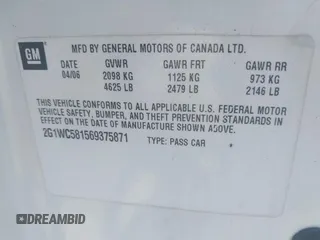 GM
MFD BY GENERAL MOTORS OF CANADA LTD.
DATE GVWR GAWR FRT GAWR RR
04/06 2098 KG 1125 KG 973 KG
4625 LB 2479 LB 2146 LB
THIS VEHICLE CONFORMS TO ALL APPLICABLE U.S. FEDERAL MOTOR
VEHICLE SAFETY, BUMPER, AND THEFT PREVENTION STANDARDS IN
EFFECT ON THE DATE OF MANUFACTURE SHOWN ABOVE.
2G1WC581569375871 TYPE: PASS CAR
BIDHISTORY